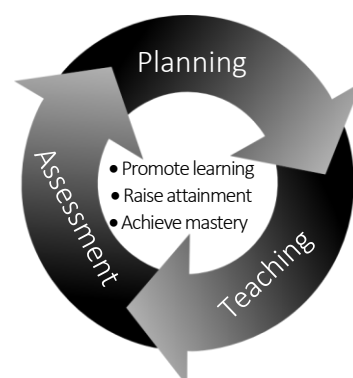 Planning
• Promote learning
• Raise attainment
• Achieve mastery
Teaching
Assessment